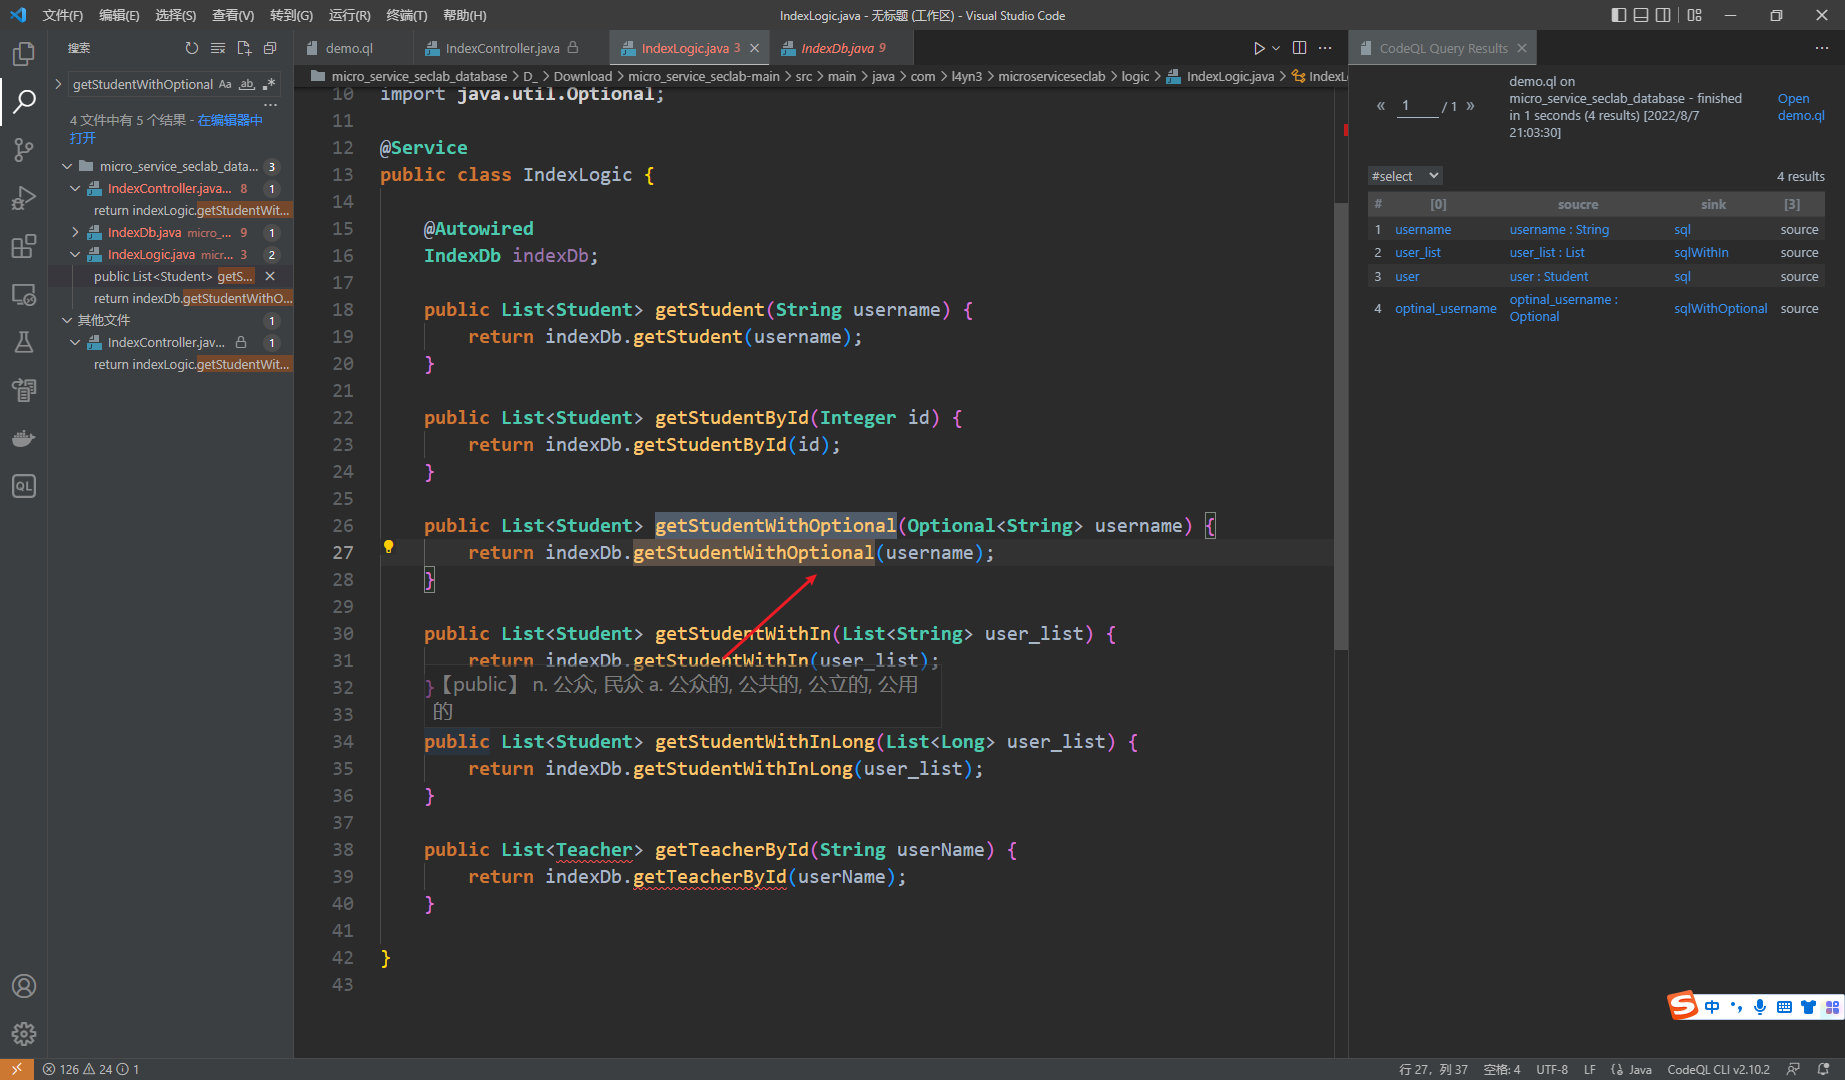 文件(F) 编辑(E) 选择(S) 查看(V) 转到(G) 运行(R) 终端(T) 帮助(H)
IndexLogic.java - 无标题 (工作区) - Visual Studio Code
搜索
getStudentWithOptional Aa ab .*
4 文件中有 5 个结果 - 在编辑器中
打开
micro_service_seclab_data... 3
IndexController.java... 8 1
return indexLogic.getStudentWit...
IndexDb.java micro_... 9 1
IndexLogic.java micr... 3 2
public List<Student> getS...
return indexDb.getStudentWithO...
其他文件 1
IndexController.jav... 1
return indexLogic.getStudentWit...
QL
demo.ql
IndexController.java
IndexLogic.java 3
IndexDb.java 9
micro_service_seclab_database > D_ > Download > micro_service_seclab-main > src > main > java > com > l4yn3 > microserviceseclab > logic > IndexLogic.java > IndexL
10 import java.util.Optional;
11
12 @Service
13 public class IndexLogic {
14
15 @Autowired
16 IndexDb indexDb;
17
18 public List<Student> getStudent(String username) {
19 return indexDb.getStudent(username);
20 }
21
22 public List<Student> getStudentById(Integer id) {
23 return indexDb.getStudentById(id);
24 }
25
26 public List<Student> getStudentWithOptional(Optional<String> username) {
27 return indexDb.getStudentWithOptional(username);
28 }
29
30 public List<Student> getStudentWithIn(List<String> user_list) {
31 return indexDb.getStudentWithIn(user_list);
32 }
【public】 n. 公众, 民众 a. 公众的, 公共的, 公立的, 公用
的
33
34 public List<Student> getStudentWithInLong(List<Long> user_list) {
35 return indexDb.getStudentWithInLong(user_list);
36 }
37
38 public List<Teacher> getTeacherById(String userName) {
39 return indexDb.getTeacherById(userName);
40 }
41
42 }
43
CodeQL Query Results
« 1 / 1 »
demo.ql on
micro_service_seclab_database - finished
in 1 seconds (4 results) [2022/8/7
21:03:30]
Open
demo.ql
#select
4 results
# [0] soucre sink [3]
1 username username : String sql source
2 user_list user_list : List sqlWithIn source
3 user user : Student sql source
4 optinal_username optinal_username :
Optional sqlWithOptional source
S 中
126 24 1
行 27, 列 37 空格: 4 UTF-8 LF Java CodeQL CLI v2.10.2